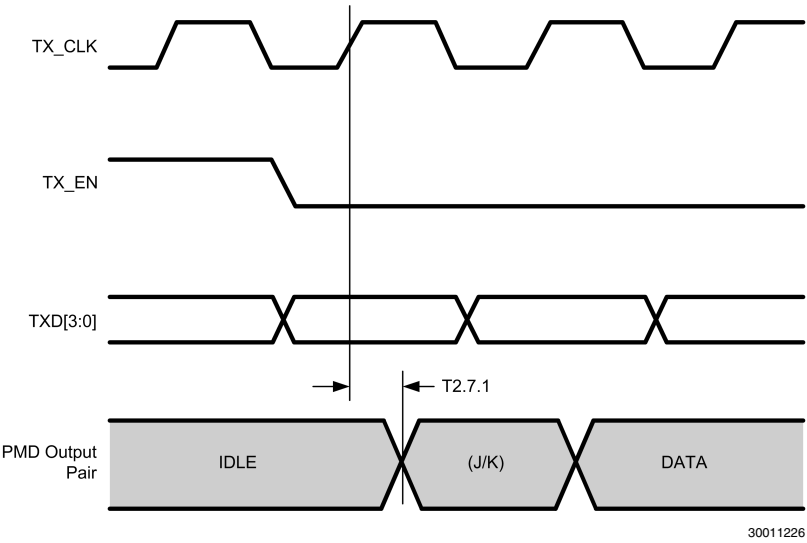 TX_CLK
TX_EN
TXD[3:0]
T2.7.1
PMD Output
Pair
IDLE
(J/K)
DATA
30011226